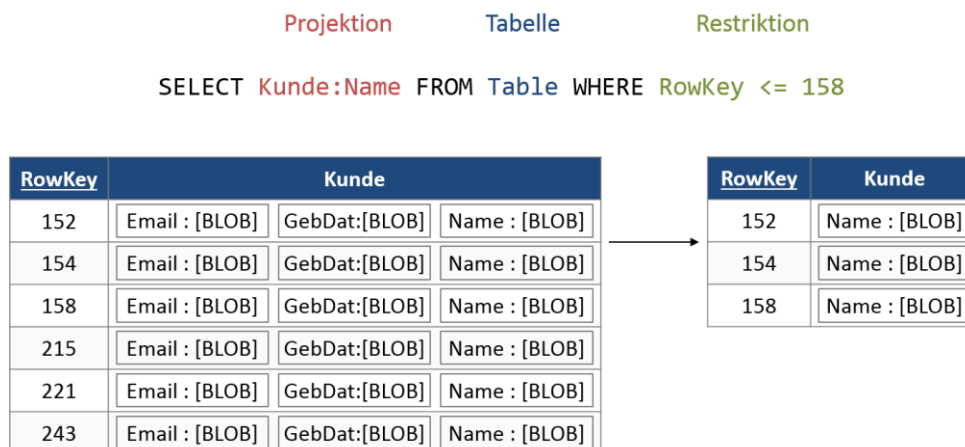 Projektion Tabelle Restriktion
SELECT Kunde:Name FROM Table WHERE RowKey <= 158
RowKey Kunde
152 Email : [BLOB] GebDat:[BLOB] Name : [BLOB]
154 Email : [BLOB] GebDat:[BLOB] Name : [BLOB]
158 Email : [BLOB] GebDat:[BLOB] Name : [BLOB]
215 Email : [BLOB] GebDat:[BLOB] Name : [BLOB]
221 Email : [BLOB] GebDat:[BLOB] Name : [BLOB]
243 Email : [BLOB] GebDat:[BLOB] Name : [BLOB]
RowKey Kunde
152 Name : [BLOB]
154 Name : [BLOB]
158 Name : [BLOB]